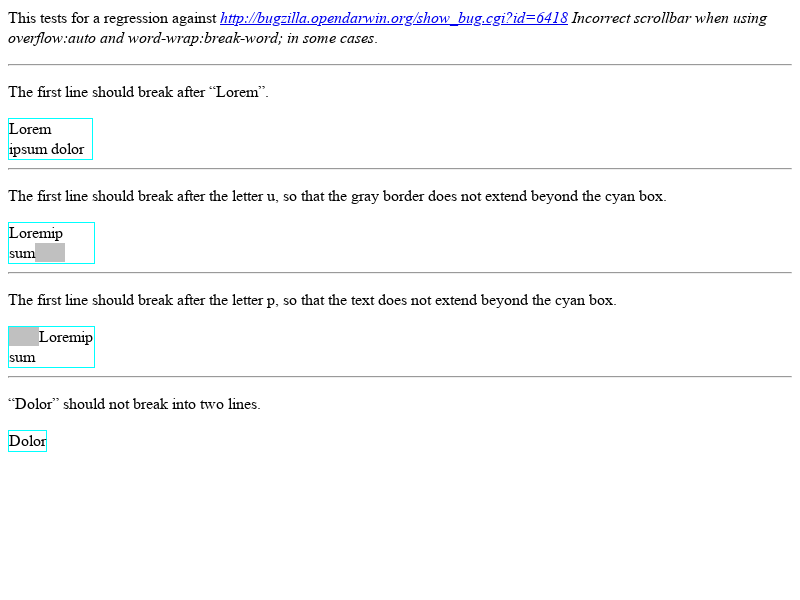 This tests for a regression against http://bugzilla.opendarwin.org/show_bug.cgi?id=6418 Incorrect scrollbar when using
overflow:auto and word-wrap:break-word; in some cases.
The first line should break after “Lorem”.
Lorem
ipsum dolor
The first line should break after the letter u, so that the gray border does not extend beyond the cyan box.
Loremip
sum
The first line should break after the letter p, so that the text does not extend beyond the cyan box.
Loremip
sum
“Dolor” should not break into two lines.
Dolor